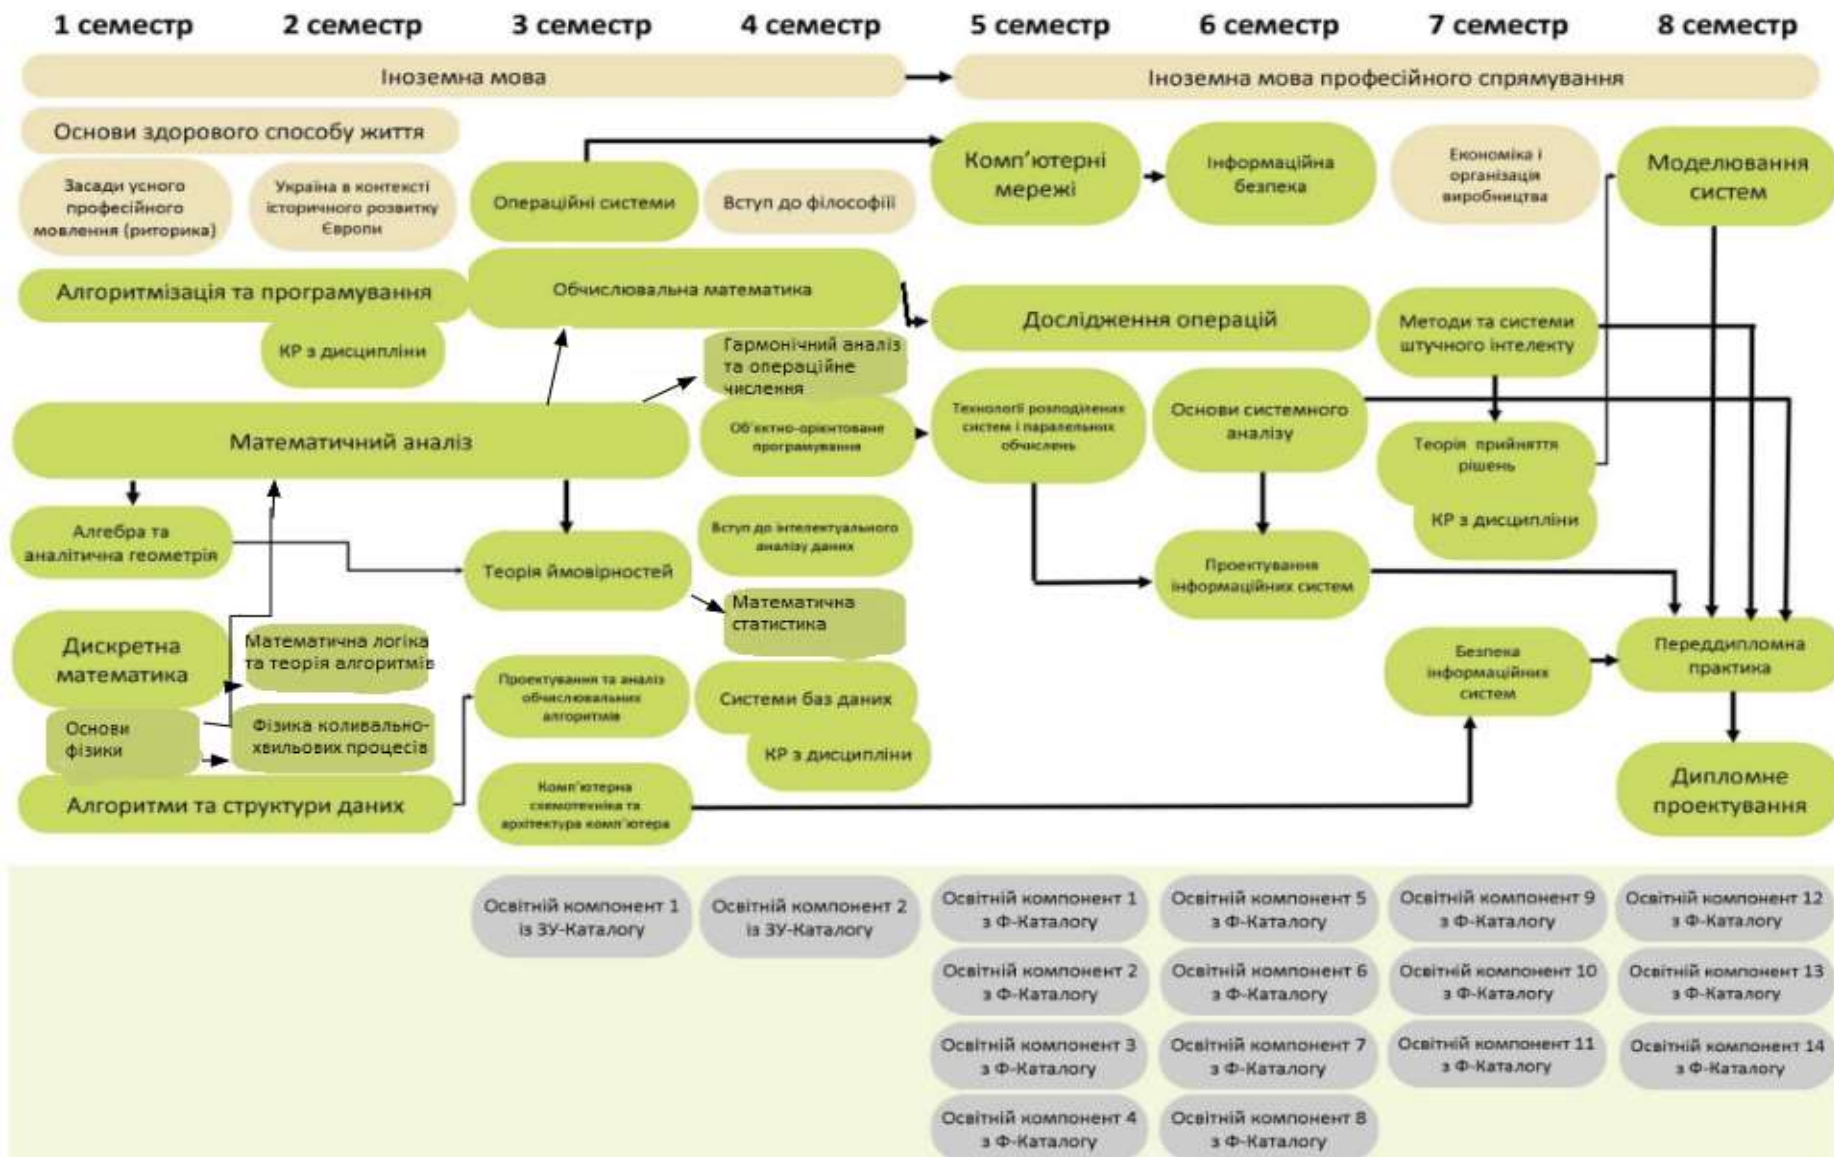 1 семестр 2 семестр 3 семестр 4 семестр 5 семестр 6 семестр 7 семестр 8 семестр
Іноземна мова
Іноземна мова професійного спрямування
Основи здорового способу життя
Засади усного
професійного
мовлення (риторика)
Україна в контексті
історичного розвитку
Європи
Операційні системи
Вступ до філософіїї
Комп'ютерні
мережі
Інформаційна
безпека
Економіка і
організація
виробництва
Моделювання
систем
Алгоритмізація та програмування
КР з дисципліни
Обчислювальна математика
Дослідження операцій
Методи та системи
штучного інтелекту
Гармонічний аналіз
та операційне
числення
Математичний аналіз
Об'єктно-орієнтоване
програмування
Технології розподілених
систем і паралельних
обчислень
Основи системного
аналізу
Теорія прийняття
рішень
КР з дисципліни
Алгебра та
аналітична геометрія
Теорія ймовірностей
Вступ до інтелектуального
аналізу даних
Проектування
інформаційних систем
Математична
статистика
Дискретна
математика
Математична логіка
та теорія алгоритмів
Безпека
інформаційних
систем
Переддипломна
практика
Проектування та аналіз
обчислювальних
алгоритмів
Системи баз даних
КР з дисципліни
Основи
фізики
Фізика коливально-
хвильових процесів
Алгоритми та структури даних
Комп'ютерна
схемотехніка та
архітектура комп'ютера
Дипломне
проектування
Освітній компонент 1
із ЗУ-Каталогу
Освітній компонент 2
із ЗУ-Каталогу
Освітній компонент 1
з Ф-Каталогу
Освітній компонент 5
з Ф-Каталогу
Освітній компонент 9
з Ф-Каталогу
Освітній компонент 12
з Ф-Каталогу
Освітній компонент 2
з Ф-Каталогу
Освітній компонент 6
з Ф-Каталогу
Освітній компонент 10
з Ф-Каталогу
Освітній компонент 13
з Ф-Каталогу
Освітній компонент 3
з Ф-Каталогу
Освітній компонент 7
з Ф-Каталогу
Освітній компонент 11
з Ф-Каталогу
Освітній компонент 14
з Ф-Каталогу
Освітній компонент 4
з Ф-Каталогу
Освітній компонент 8
з Ф-Каталогу